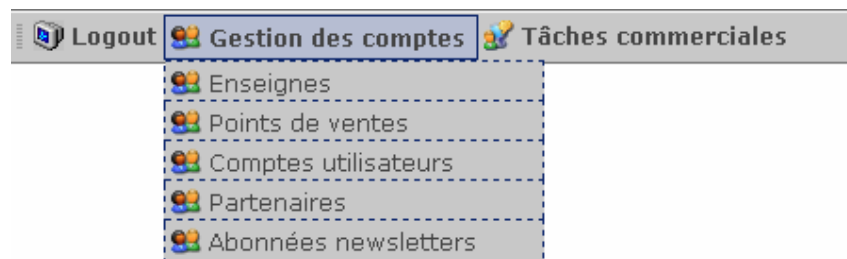 Logout Gestion des comptes Tâches commerciales
Enseignes
Points de ventes
Comptes utilisateurs
Partenaires
Abonnées newsletters